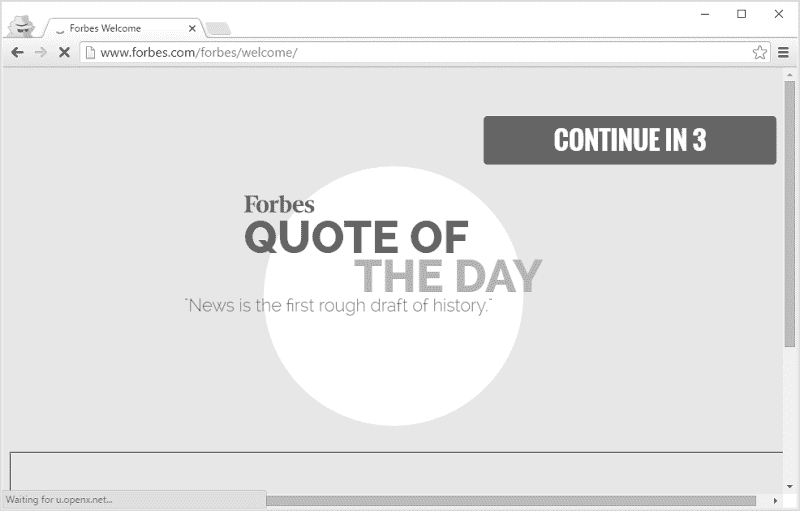 Forbes Welcome
www.forbes.com/forbes/welcome/
CONTINUE IN 3
Forbes
QUOTE OF
THE DAY
"News is the first rough draft of history."
Waiting for u.openx.net...